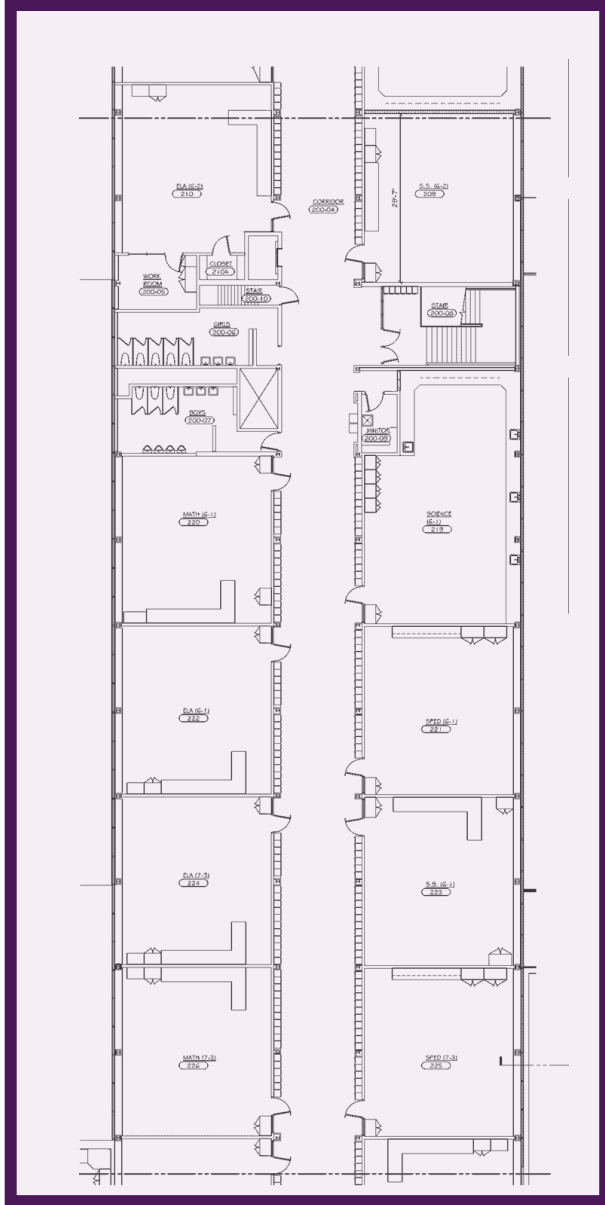 ELA (6-2)
210
CORRIDOR
200-04
S.S. (6-2)
209
29'-7"
CLOSET
210A
WORK
ROOM
200-05
STAIR
200-10
STAIR
200-08
GIRLS
200-06
BOYS
200-07
JANITOR
200-09
MATH (6-1)
220
SCIENCE
(6-1)
219
ELA (6-1)
222
SPED (6-1)
221
ELA (7-3)
224
S.S. (6-1)
223
MATH (7-3)
226
SPED (7-3)
225